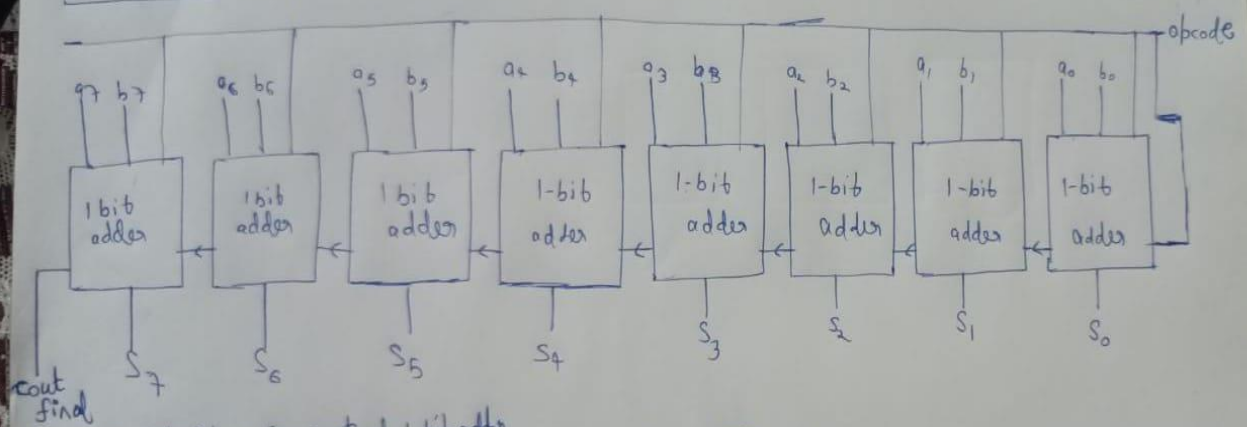 opcode
a7 b7 a6 b6 a5 b5 a4 b4 a3 b3 a2 b2 a1 b1 a0 b0
1 bit 1 bit 1 bit 1-bit 1-bit 1-bit 1-bit 1-bit
adder adder adder adder adder adder adder adder
S7 S6 S5 S4 S3 S2 S1 S0
cout
final